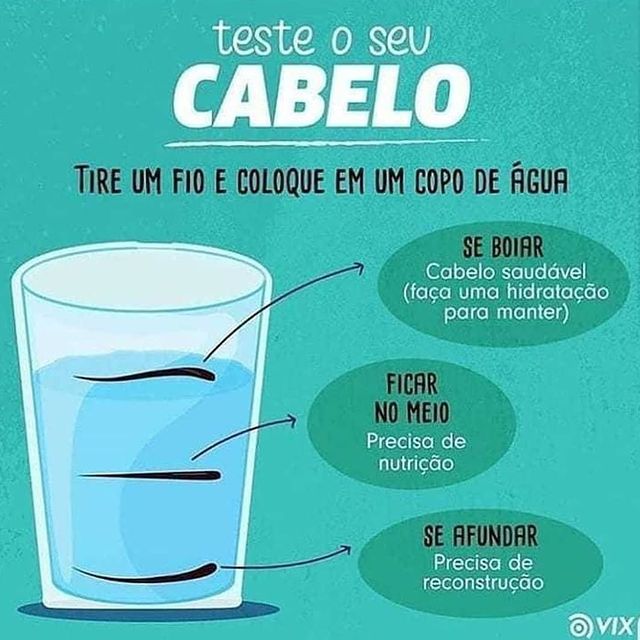 teste o seu
CABELO
TIRE UM FIO E COLOQUE EM UM COPO DE ÁGUA
SE BOIAR
Cabelo saudável
(faça uma hidratação
para manter)
FICAR
NO MEIO
Precisa de
nutrição
SE AFUNDAR
Precisa de
reconstrução
VIX